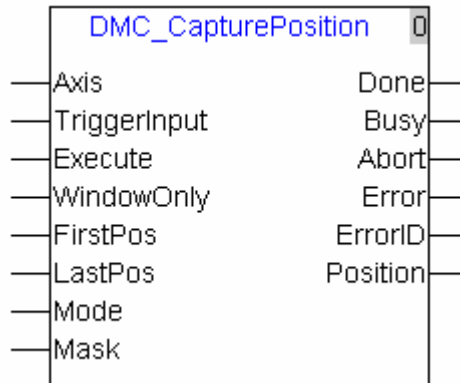 DMC_CapturePosition 0
Axis Done
TriggerInput Busy
Execute Abort
WindowOnly Error
FirstPos ErrorID
LastPos Position
Mode
Mask